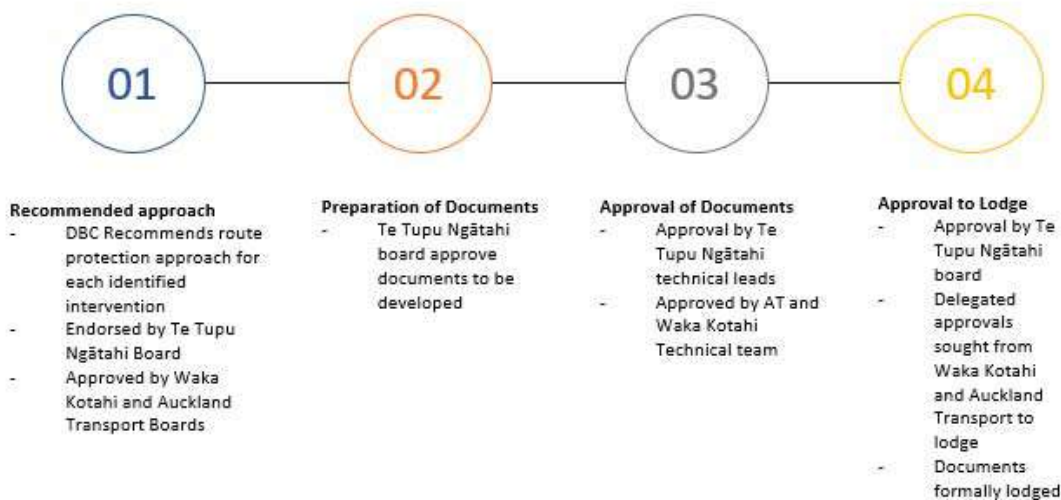 01
02
03
04
Recommended approach
- DBC Recommends route
protection approach for
each identified
intervention
- Endorsed by Te Tupu
Ngātahi Board
- Approved by Waka
Kotahi and Auckland
Transport Boards
Preparation of Documents
- Te Tupu Ngātahi
board approve
documents to be
developed
Approval of Documents
- Approval by Te
Tupu Ngātahi
technical leads
- Approved by AT and
Waka Kotahi
Technical team
Approval to Lodge
- Approval by Te
Tupu Ngātahi
board
- Delegated
approvals
sought from
Waka Kotahi
and Auckland
Transport to
lodge
- Documents
formally lodged